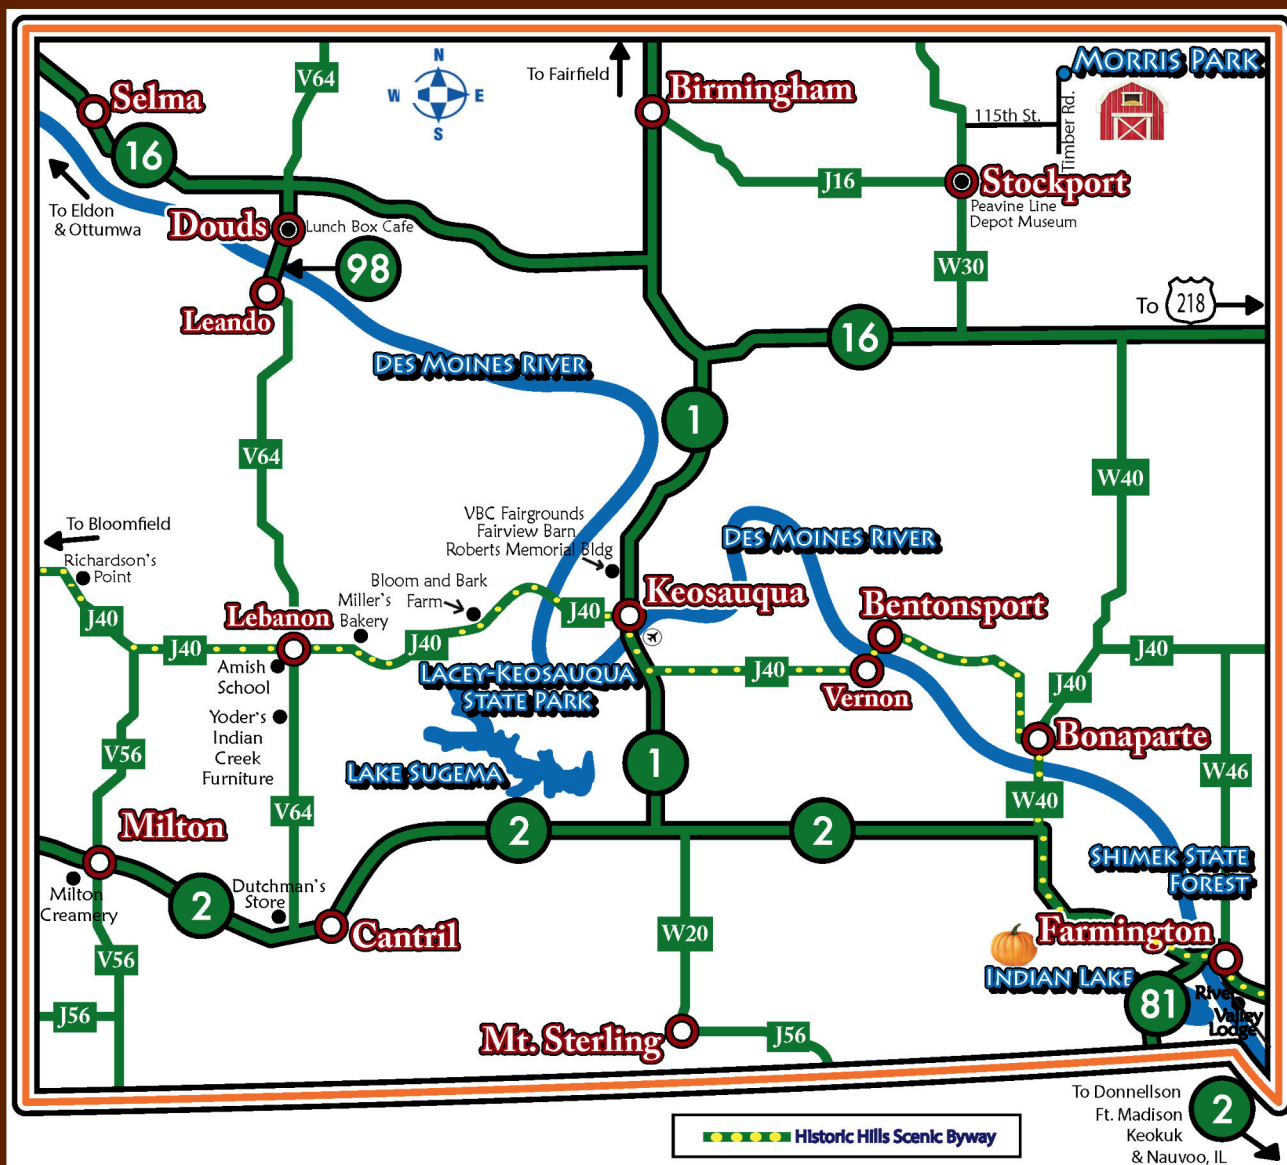 N
W
E
S
V64
To Fairfield
Morris Park
Selma
Birmingham
115th St.
Timber Rd.
16
J16
Stockport
Peavine Line
Depot Museum
To Eldon
& Ottumwa
Douds
Lunch Box Cafe
98
W30
Leando
To
218
16
Des Moines River
1
V64
W40
VBC Fairgrounds
Fairview Barn
Roberts Memorial Bldg
To Bloomfield
Des Moines River
Richardson's
Point
Bloom and Bark
Farm
Miller's
Bakery
J40
Keosauqua
Bentonsport
J40
Lebanon
J40
J40
J40
Amish
School
Lacey-Keosauqua
State Park
J40
Vernon
J40
Yoder's
Indian
Creek
Furniture
Bonaparte
V56
Lake Sugema
1
W46
V64
W40
Milton
2
2
Shimek State
Forest
Milton
Creamery
2
Dutchman's
Store
Cantril
W20
Farmington
V56
Indian Lake
81
River
Valley
Lodge
J56
Mt. Sterling
J56
To Donnellson
Ft. Madison
Keokuk
& Nauvoo, IL
2
Historic Hills Scenic Byway